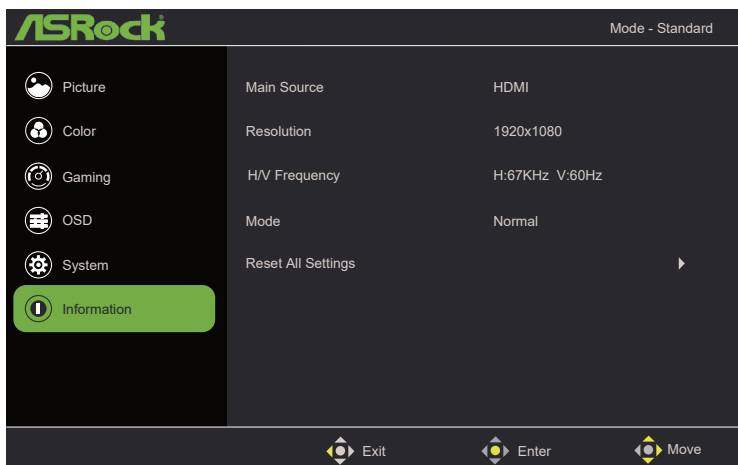 ASRock
Mode - Standard
Picture
Main Source HDMI
Color
Resolution 1920x1080
Gaming
H/V Frequency H:67KHz V:60Hz
OSD
Mode Normal
System
Reset All Settings
Information
Exit Enter Move